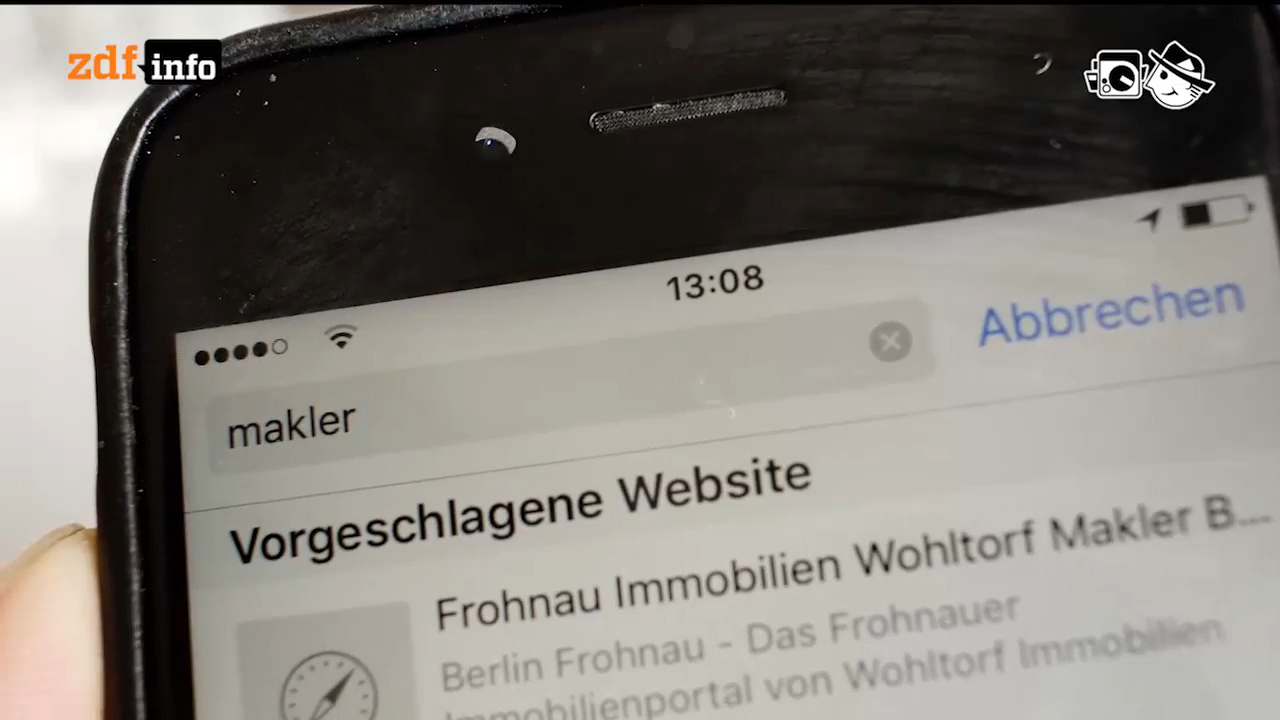 zdf info
13:08
makler
Abbrechen
Vorgeschlagene Website
Frohnau Immobilien Wohltorf Makler B...
Berlin Frohnau - Das Frohnauer
Immobilienportal von Wohltorf Immobilien